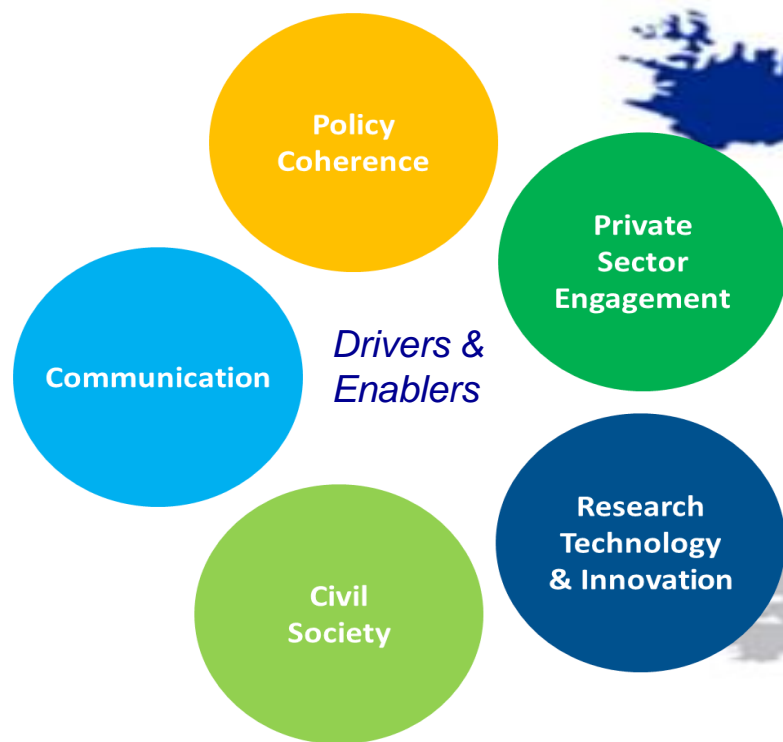 Policy
Coherence
Private
Sector
Engagement
Communication
Drivers &
Enablers
Research
Technology
& Innovation
Civil
Society